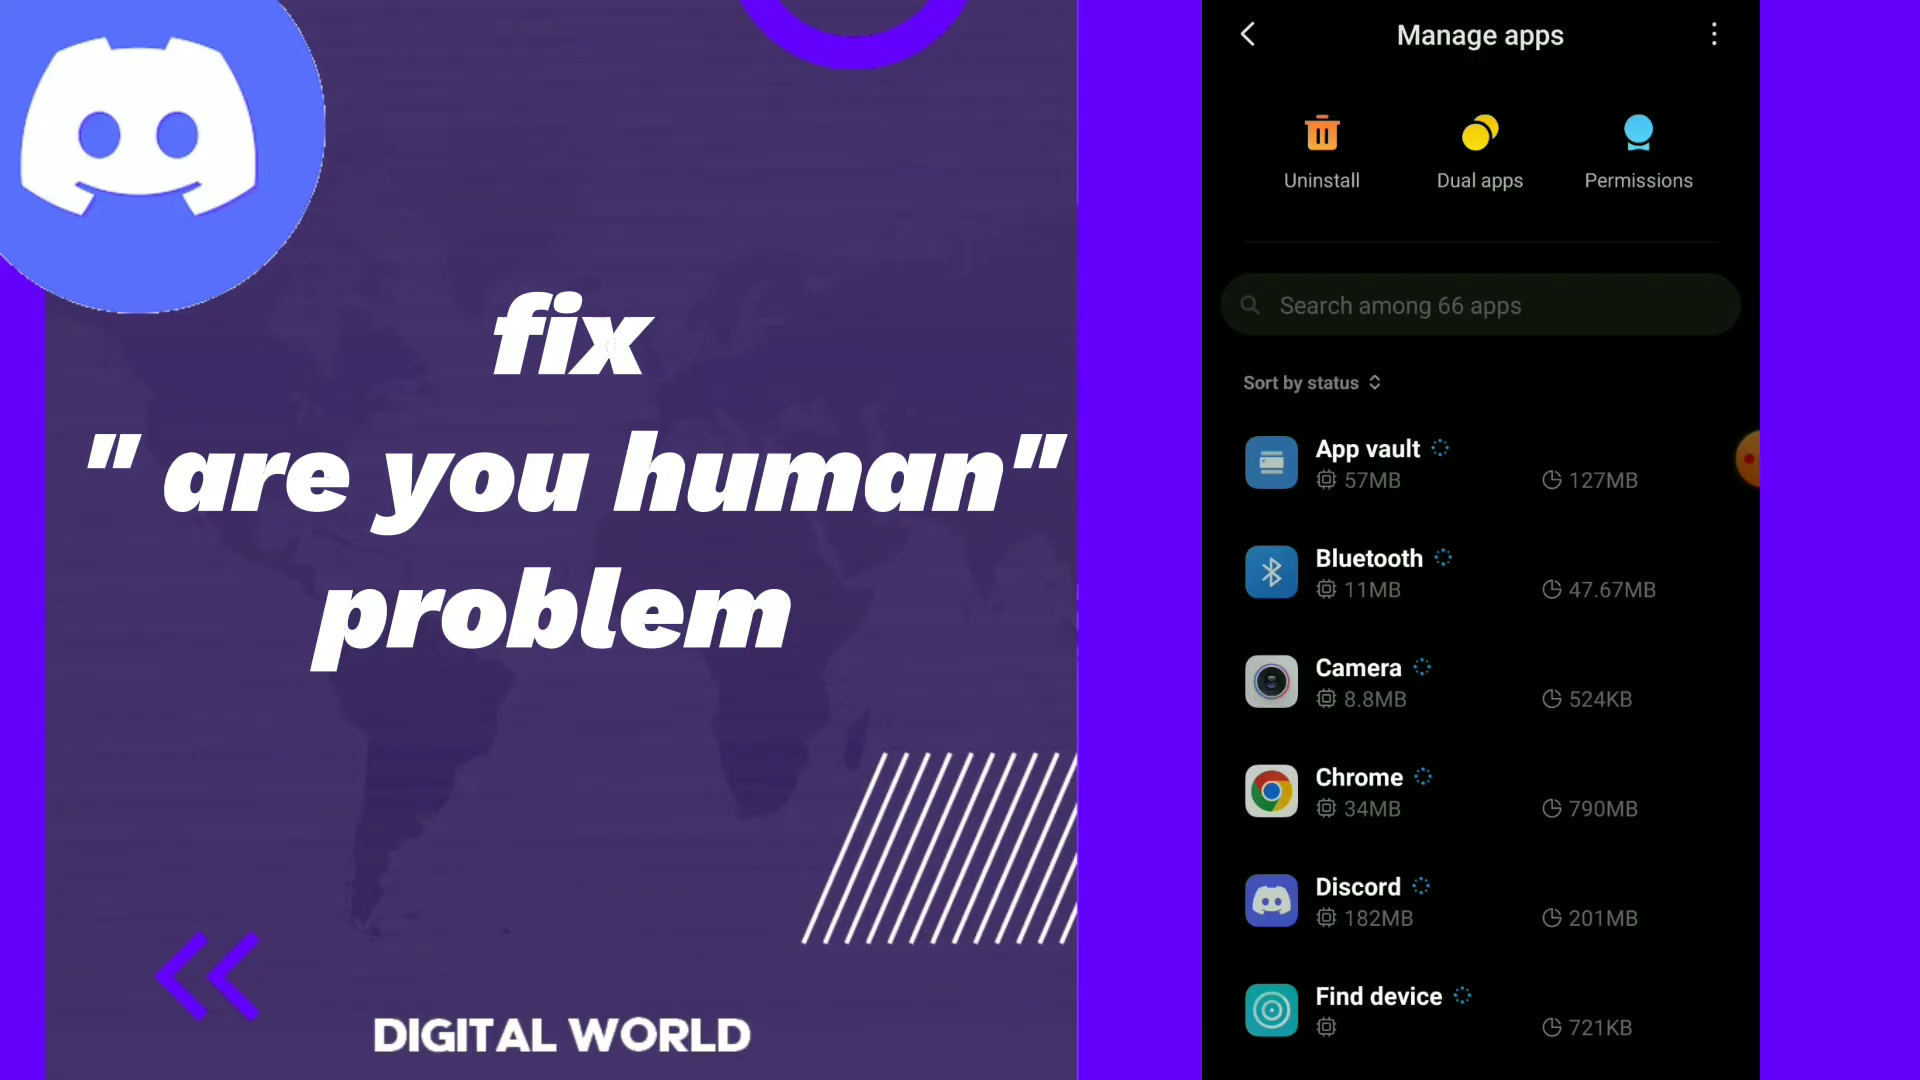 fix
" are you human"
problem
DIGITAL WORLD
Manage apps
Uninstall
Dual apps
Permissions
Search among 66 apps
Sort by status
App vault
57MB
127MB
Bluetooth
11MB
47.67MB
Camera
8.8MB
524KB
Chrome
34MB
790MB
Discord
182MB
201MB
Find device
721KB